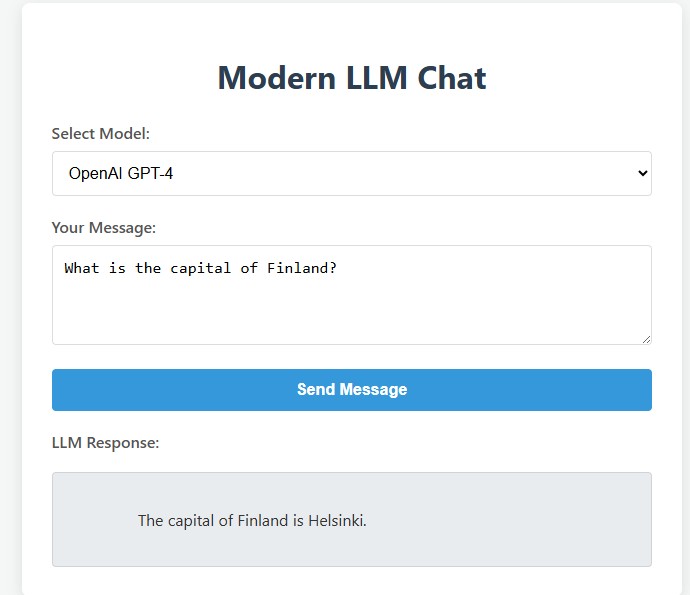 Modern LLM Chat
Select Model:
OpenAI GPT-4
Your Message:
What is the capital of Finland?
Send Message
LLM Response:
The capital of Finland is Helsinki.